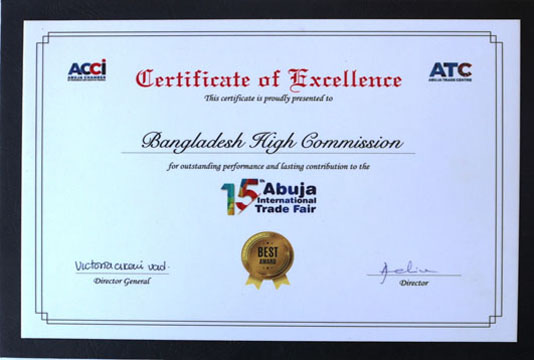 ACCI
ABUJA CHAMBER
ATC
ABUJA TRADE CENTRE
Certificate of Excellence
This certificate is proudly presented to
Bangladesh High Commission
for outstanding performance and lasting contribution to the
15th Abuja
International
Trade Fair
BEST
AWARD
Victoria
Director General
Director